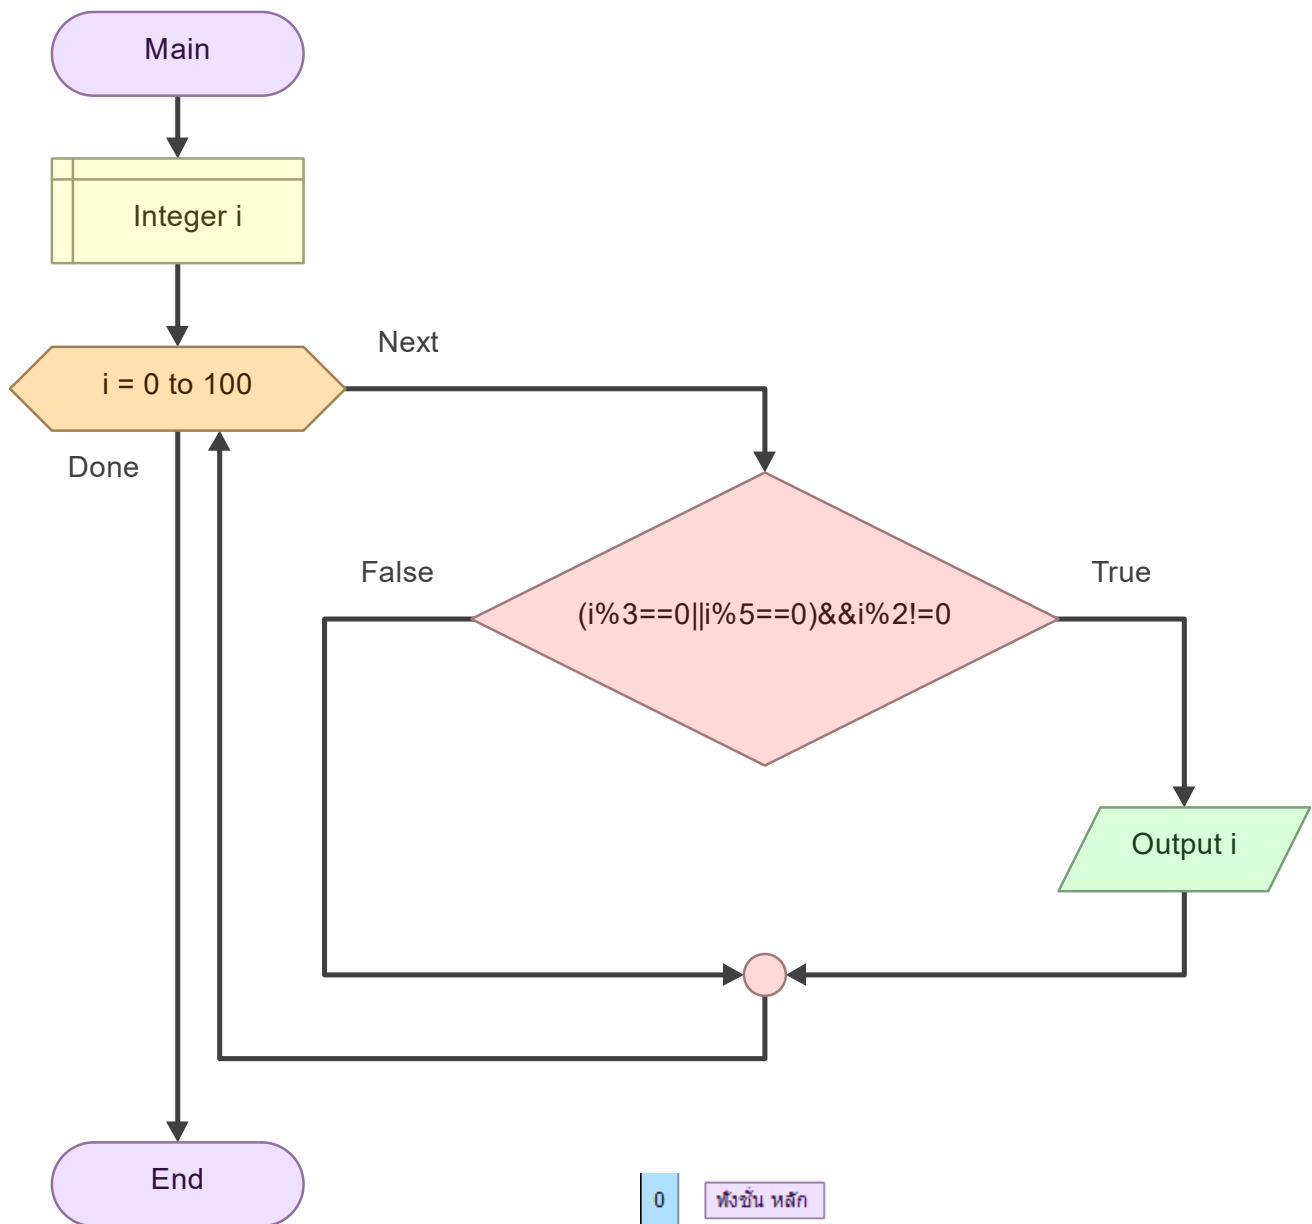 Main
Integer i
Next
i = 0 to 100
Done
False
True
(i%3==0||i%5==0)&&i%2!=0
Output i
End
0
ฟังชั่น หลัก